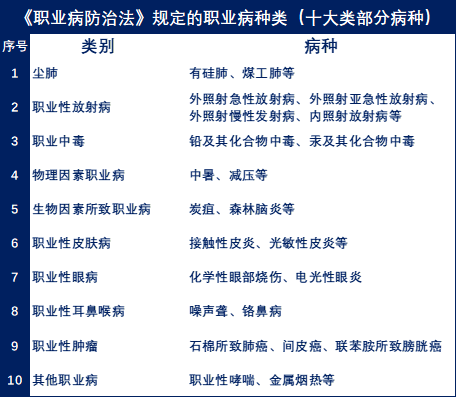 《职业病防治法》规定的职业病种类（十大类部分病种）
序号 类别 病种
1 尘肺 有硅肺、煤工肺等
2 职业性放射病 外照射急性放射病、外照射亚急性放射病、
外照射慢性发射病、内照射放射病等
3 职业中毒 铅及其化合物中毒、汞及其化合物中毒
4 物理因素职业病 中暑、减压等
5 生物因素所致职业病 炭疽、森林脑炎等
6 职业性皮肤病 接触性皮炎、光敏性皮炎等
7 职业性眼病 化学性眼部烧伤、电光性眼炎
8 职业性耳鼻喉病 噪声聋、铬鼻病
9 职业性肿瘤 石棉所致肺癌、间皮癌、联苯胺所致膀胱癌
10 其他职业病 职业性哮喘、金属烟热等